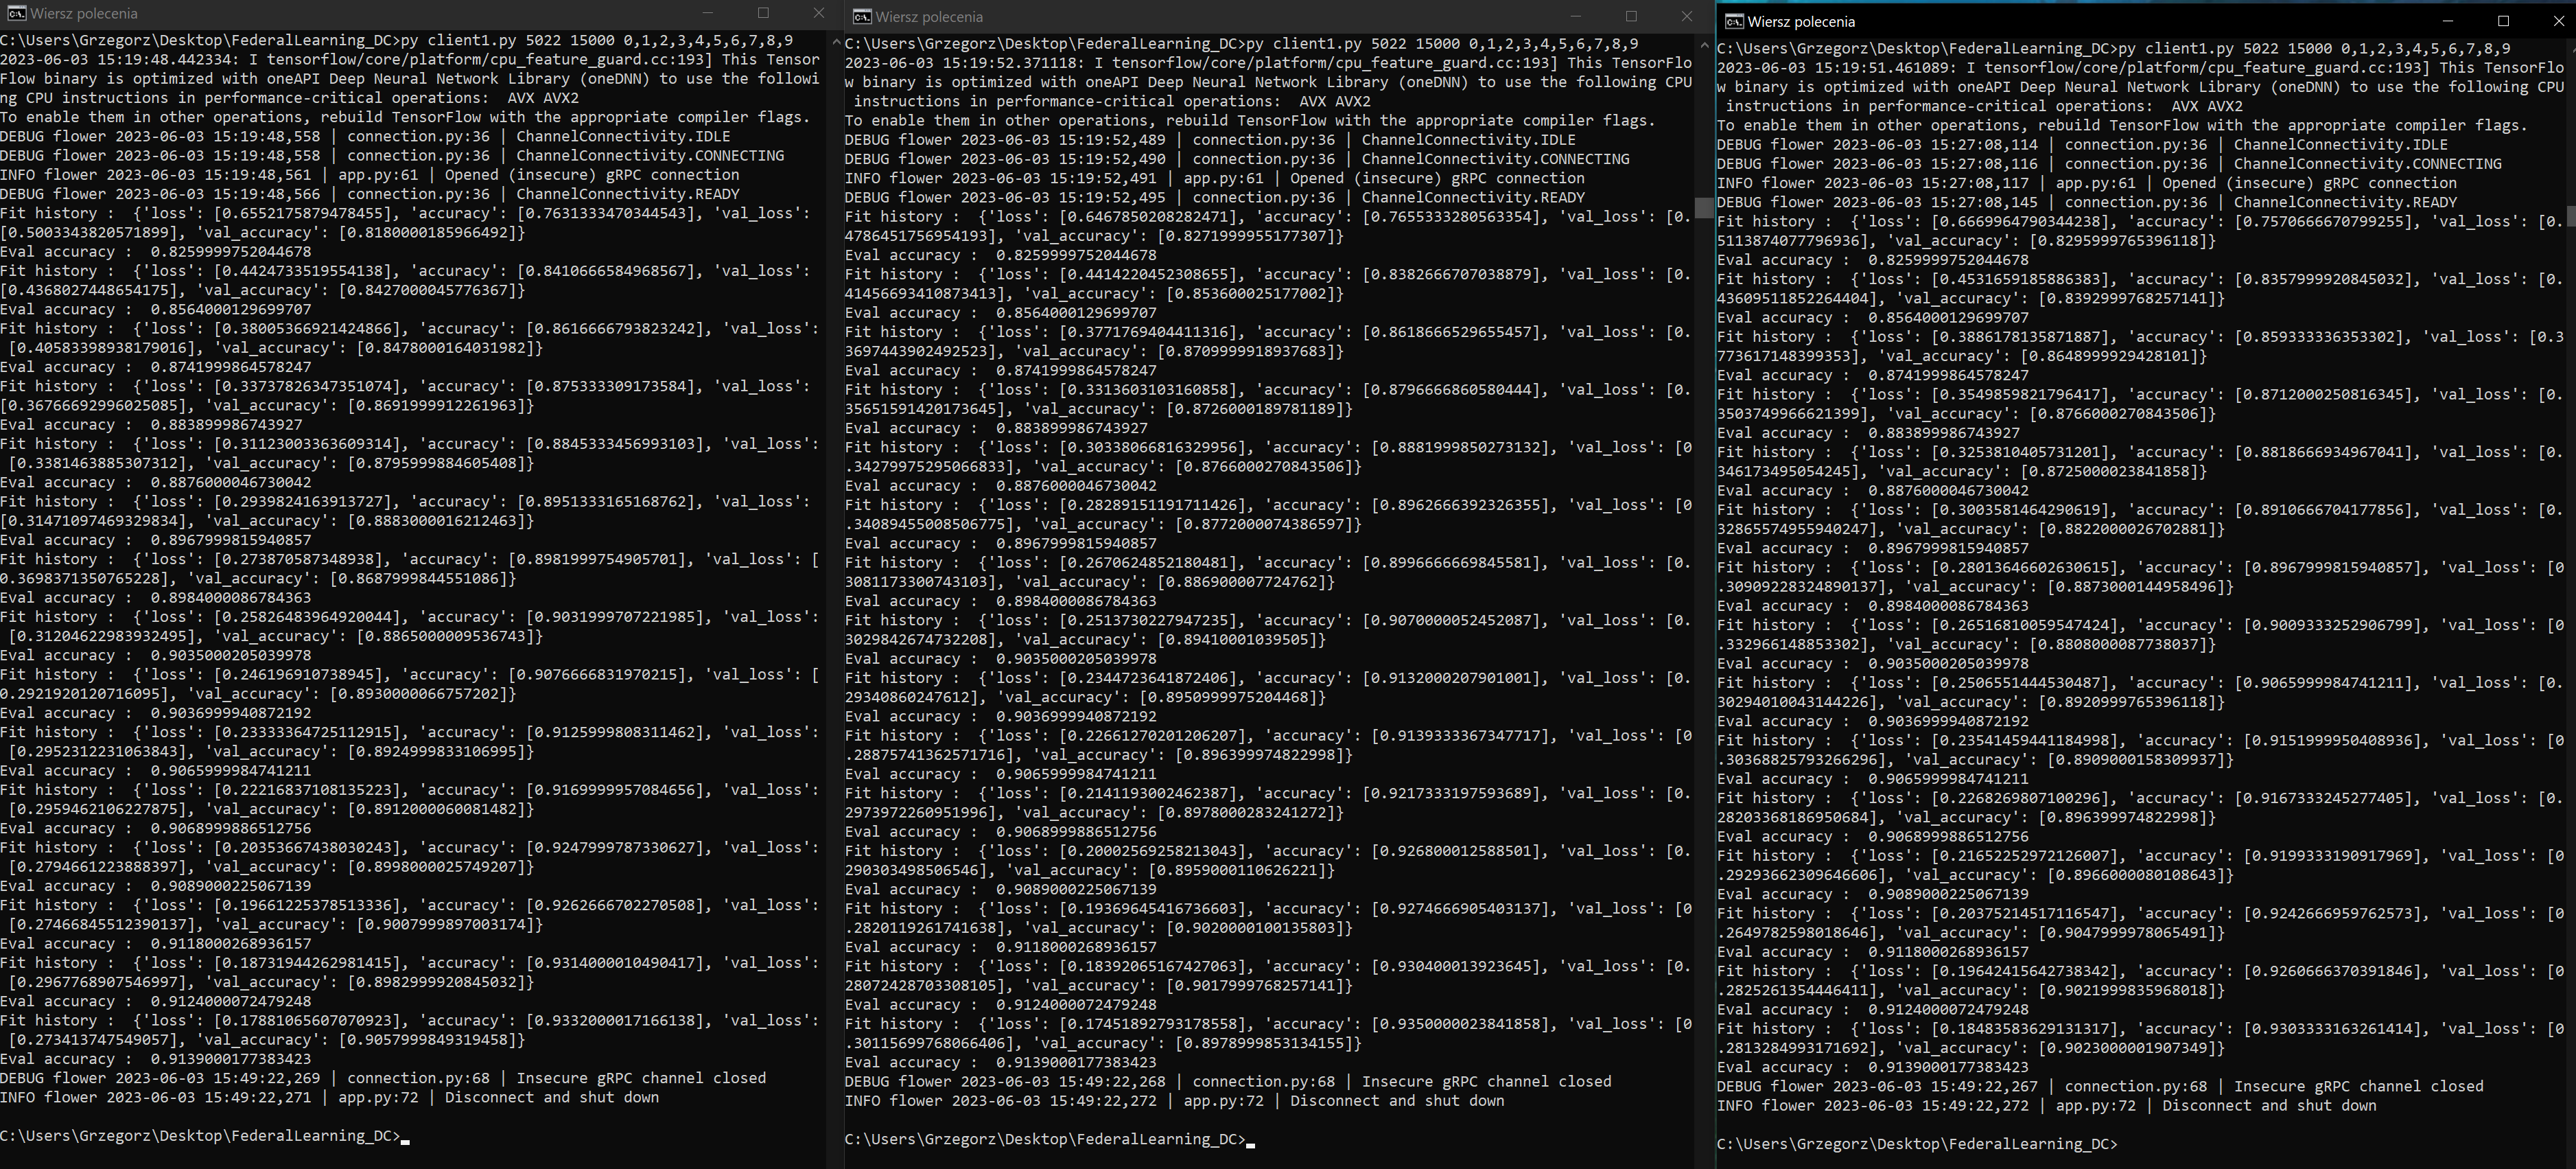 Wiersz polecenia
C:\Users\Grzegorz\Desktop\FederalLearning_DC>py client1.py 5022 15000 0,1,2,3,4,5,6,7,8,9
2023-06-03 15:19:48.442334: I tensorflow/core/platform/cpu_feature_guard.cc:193] This Tensor
Flow binary is optimized with oneAPI Deep Neural Network Library (oneDNN) to use the followi
ng CPU instructions in performance-critical operations:  AVX AVX2
To enable them in other operations, rebuild TensorFlow with the appropriate compiler flags.
DEBUG flower 2023-06-03 15:19:48,558 | connection.py:36 | ChannelConnectivity.IDLE
DEBUG flower 2023-06-03 15:19:48,558 | connection.py:36 | ChannelConnectivity.CONNECTING
INFO flower 2023-06-03 15:19:48,561 | app.py:61 | Opened (insecure) gRPC connection
DEBUG flower 2023-06-03 15:19:48,566 | connection.py:36 | ChannelConnectivity.READY
Fit history :  {'loss': [0.6552175879478455], 'accuracy': [0.7631333470344543], 'val_loss':
[0.5003343820571899], 'val_accuracy': [0.8180000185966492]}
Eval accuracy :  0.8259999752044678
Fit history :  {'loss': [0.4424733519554138], 'accuracy': [0.8410666584968567], 'val_loss':
[0.4368027448654175], 'val_accuracy': [0.8427000045776367]}
Eval accuracy :  0.8564000129699707
Fit history :  {'loss': [0.38005366921424866], 'accuracy': [0.8616666793823242], 'val_loss':
[0.40583398938179016], 'val_accuracy': [0.8478000164031982]}
Eval accuracy :  0.8741999864578247
Fit history :  {'loss': [0.33737826347351074], 'accuracy': [0.875333309173584], 'val_loss':
[0.36766692996025085], 'val_accuracy': [0.8691999912261963]}
Eval accuracy :  0.883899986743927
Fit history :  {'loss': [0.31123003363609314], 'accuracy': [0.8845333456993103], 'val_loss':
[0.3381463885307312], 'val_accuracy': [0.8795999884605408]}
Eval accuracy :  0.8876000046730042
Fit history :  {'loss': [0.2939824163913727], 'accuracy': [0.8951333165168762], 'val_loss':
[0.31471097469329834], 'val_accuracy': [0.8883000016212463]}
Eval accuracy :  0.8967999815940857
Fit history :  {'loss': [0.273870587348938], 'accuracy': [0.8981999754905701], 'val_loss': [
0.3698371350765228], 'val_accuracy': [0.8687999844551086]}
Eval accuracy :  0.8984000086784363
Fit history :  {'loss': [0.25826483964920044], 'accuracy': [0.9031999707221985], 'val_loss':
[0.31204622983932495], 'val_accuracy': [0.8865000009536743]}
Eval accuracy :  0.9035000205039978
Fit history :  {'loss': [0.246196910738945], 'accuracy': [0.9076666831970215], 'val_loss': [
0.2921920120716095], 'val_accuracy': [0.8930000066757202]}
Eval accuracy :  0.9036999940872192
Fit history :  {'loss': [0.23333364725112915], 'accuracy': [0.9125999808311462], 'val_loss':
[0.2952312231063843], 'val_accuracy': [0.8924999833106995]}
Eval accuracy :  0.9065999984741211
Fit history :  {'loss': [0.22216837108135223], 'accuracy': [0.9169999957084656], 'val_loss':
[0.2959462106227875], 'val_accuracy': [0.8912000060081482]}
Eval accuracy :  0.9068999886512756
Fit history :  {'loss': [0.20353667438030243], 'accuracy': [0.9247999787330627], 'val_loss':
[0.2794661223888397], 'val_accuracy': [0.8998000025749207]}
Eval accuracy :  0.9089000225067139
Fit history :  {'loss': [0.19661225378513336], 'accuracy': [0.9262666702270508], 'val_loss':
[0.27466845512390137], 'val_accuracy': [0.9007999897003174]}
Eval accuracy :  0.9118000268936157
Fit history :  {'loss': [0.18731944262981415], 'accuracy': [0.9314000010490417], 'val_loss':
[0.2967768907546997], 'val_accuracy': [0.8982999920845032]}
Eval accuracy :  0.9124000072479248
Fit history :  {'loss': [0.17881065607070923], 'accuracy': [0.9332000017166138], 'val_loss':
[0.273413747549057], 'val_accuracy': [0.9057999849319458]}
Eval accuracy :  0.9139000177383423
DEBUG flower 2023-06-03 15:49:22,269 | connection.py:68 | Insecure gRPC channel closed
INFO flower 2023-06-03 15:49:22,271 | app.py:72 | Disconnect and shut down
C:\Users\Grzegorz\Desktop\FederalLearning_DC>
Wiersz polecenia
C:\Users\Grzegorz\Desktop\FederalLearning_DC>py client1.py 5022 15000 0,1,2,3,4,5,6,7,8,9
2023-06-03 15:19:52.371118: I tensorflow/core/platform/cpu_feature_guard.cc:193] This TensorFlo
w binary is optimized with oneAPI Deep Neural Network Library (oneDNN) to use the following CPU
instructions in performance-critical operations:  AVX AVX2
To enable them in other operations, rebuild TensorFlow with the appropriate compiler flags.
DEBUG flower 2023-06-03 15:19:52,489 | connection.py:36 | ChannelConnectivity.IDLE
DEBUG flower 2023-06-03 15:19:52,490 | connection.py:36 | ChannelConnectivity.CONNECTING
INFO flower 2023-06-03 15:19:52,491 | app.py:61 | Opened (insecure) gRPC connection
DEBUG flower 2023-06-03 15:19:52,495 | connection.py:36 | ChannelConnectivity.READY
Fit history :  {'loss': [0.6467850208282471], 'accuracy': [0.7655333280563354], 'val_loss': [0.
4786451756954193], 'val_accuracy': [0.8271999955177307]}
Eval accuracy :  0.8259999752044678
Fit history :  {'loss': [0.4414220452308655], 'accuracy': [0.8382666707038879], 'val_loss': [0.
41456693410873413], 'val_accuracy': [0.853600025177002]}
Eval accuracy :  0.8564000129699707
Fit history :  {'loss': [0.3771769404411316], 'accuracy': [0.8618666529655457], 'val_loss': [0.
3697443902492523], 'val_accuracy': [0.8709999918937683]}
Eval accuracy :  0.8741999864578247
Fit history :  {'loss': [0.3313603103160858], 'accuracy': [0.8796666860580444], 'val_loss': [0.
35651591420173645], 'val_accuracy': [0.8726000189781189]}
Eval accuracy :  0.883899986743927
Fit history :  {'loss': [0.30338066816329956], 'accuracy': [0.8881999850273132], 'val_loss': [0
.34279975295066833], 'val_accuracy': [0.8766000270843506]}
Eval accuracy :  0.8876000046730042
Fit history :  {'loss': [0.28289151191711426], 'accuracy': [0.8962666392326355], 'val_loss': [0
.34089455008506775], 'val_accuracy': [0.8772000074386597]}
Eval accuracy :  0.8967999815940857
Fit history :  {'loss': [0.2670624852180481], 'accuracy': [0.8996666669845581], 'val_loss': [0.
3081173300743103], 'val_accuracy': [0.886900007724762]}
Eval accuracy :  0.8984000086784363
Fit history :  {'loss': [0.2513730227947235], 'accuracy': [0.9070000052452087], 'val_loss': [0.
3029842674732208], 'val_accuracy': [0.89410001039505]}
Eval accuracy :  0.9035000205039978
Fit history :  {'loss': [0.2344723641872406], 'accuracy': [0.9132000207901001], 'val_loss': [0.
29340860247612], 'val_accuracy': [0.8950999975204468]}
Eval accuracy :  0.9036999940872192
Fit history :  {'loss': [0.22661270201206207], 'accuracy': [0.9139333367347717], 'val_loss': [0
.28875741362571716], 'val_accuracy': [0.896399974822998]}
Eval accuracy :  0.9065999984741211
Fit history :  {'loss': [0.2141193002462387], 'accuracy': [0.9217333197593689], 'val_loss': [0.
2973972260951996], 'val_accuracy': [0.8978000283241272]}
Eval accuracy :  0.9068999886512756
Fit history :  {'loss': [0.20002569258213043], 'accuracy': [0.926800012588501], 'val_loss': [0.
290303498506546], 'val_accuracy': [0.8959000110626221]}
Eval accuracy :  0.9089000225067139
Fit history :  {'loss': [0.19369645416736603], 'accuracy': [0.9274666905403137], 'val_loss': [0
.2820119261741638], 'val_accuracy': [0.9020000100135803]}
Eval accuracy :  0.9118000268936157
Fit history :  {'loss': [0.18392065167427063], 'accuracy': [0.930400013923645], 'val_loss': [0.
28072428703308105], 'val_accuracy': [0.9017999768257141]}
Eval accuracy :  0.9124000072479248
Fit history :  {'loss': [0.17451892793178558], 'accuracy': [0.9350000023841858], 'val_loss': [0
.30115699768066406], 'val_accuracy': [0.8978999853134155]}
Eval accuracy :  0.9139000177383423
DEBUG flower 2023-06-03 15:49:22,268 | connection.py:68 | Insecure gRPC channel closed
INFO flower 2023-06-03 15:49:22,272 | app.py:72 | Disconnect and shut down
C:\Users\Grzegorz\Desktop\FederalLearning_DC>
Wiersz polecenia
C:\Users\Grzegorz\Desktop\FederalLearning_DC>py client1.py 5022 15000 0,1,2,3,4,5,6,7,8,9
2023-06-03 15:19:51.461089: I tensorflow/core/platform/cpu_feature_guard.cc:193] This TensorFlo
w binary is optimized with oneAPI Deep Neural Network Library (oneDNN) to use the following CPU
instructions in performance-critical operations:  AVX AVX2
To enable them in other operations, rebuild TensorFlow with the appropriate compiler flags.
DEBUG flower 2023-06-03 15:27:08,114 | connection.py:36 | ChannelConnectivity.IDLE
DEBUG flower 2023-06-03 15:27:08,116 | connection.py:36 | ChannelConnectivity.CONNECTING
INFO flower 2023-06-03 15:27:08,117 | app.py:61 | Opened (insecure) gRPC connection
DEBUG flower 2023-06-03 15:27:08,145 | connection.py:36 | ChannelConnectivity.READY
Fit history :  {'loss': [0.6669964790344238], 'accuracy': [0.7570666670799255], 'val_loss': [0.
5113874077796936], 'val_accuracy': [0.8295999765396118]}
Eval accuracy :  0.8259999752044678
Fit history :  {'loss': [0.4531659185886383], 'accuracy': [0.8357999920845032], 'val_loss': [0.
43609511852264404], 'val_accuracy': [0.8392999768257141]}
Eval accuracy :  0.8564000129699707
Fit history :  {'loss': [0.3886178135871887], 'accuracy': [0.859333336353302], 'val_loss': [0.3
773617148399353], 'val_accuracy': [0.8648999929428101]}
Eval accuracy :  0.8741999864578247
Fit history :  {'loss': [0.3549859821796417], 'accuracy': [0.8712000250816345], 'val_loss': [0.
3503749966621399], 'val_accuracy': [0.8766000270843506]}
Eval accuracy :  0.883899986743927
Fit history :  {'loss': [0.3253810405731201], 'accuracy': [0.8818666934967041], 'val_loss': [0.
346173495054245], 'val_accuracy': [0.8725000023841858]}
Eval accuracy :  0.8876000046730042
Fit history :  {'loss': [0.3003581464290619], 'accuracy': [0.8910666704177856], 'val_loss': [0.
32865574955940247], 'val_accuracy': [0.8822000026702881]}
Eval accuracy :  0.8967999815940857
Fit history :  {'loss': [0.28013646602630615], 'accuracy': [0.8967999815940857], 'val_loss': [0
.30909228324890137], 'val_accuracy': [0.8873000144958496]}
Eval accuracy :  0.8984000086784363
Fit history :  {'loss': [0.26516810059547424], 'accuracy': [0.9009333252906799], 'val_loss': [0
.332966148853302], 'val_accuracy': [0.8808000087738037]}
Eval accuracy :  0.9035000205039978
Fit history :  {'loss': [0.2506551444530487], 'accuracy': [0.9065999984741211], 'val_loss': [0.
30294010043144226], 'val_accuracy': [0.8920999765396118]}
Eval accuracy :  0.9036999940872192
Fit history :  {'loss': [0.23541459441184998], 'accuracy': [0.9151999950408936], 'val_loss': [0
.30368825793266296], 'val_accuracy': [0.8909000158309937]}
Eval accuracy :  0.9065999984741211
Fit history :  {'loss': [0.2268269807100296], 'accuracy': [0.9167333245277405], 'val_loss': [0.
28203368186950684], 'val_accuracy': [0.896399974822998]}
Eval accuracy :  0.9068999886512756
Fit history :  {'loss': [0.21652252972126007], 'accuracy': [0.9199333190917969], 'val_loss': [0
.29293662309646606], 'val_accuracy': [0.8966000080108643]}
Eval accuracy :  0.9089000225067139
Fit history :  {'loss': [0.20375214517116547], 'accuracy': [0.9242666959762573], 'val_loss': [0
.2649782598018646], 'val_accuracy': [0.9047999978065491]}
Eval accuracy :  0.9118000268936157
Fit history :  {'loss': [0.19642415642738342], 'accuracy': [0.9260666370391846], 'val_loss': [0
.2825261354446411], 'val_accuracy': [0.9021999835968018]}
Eval accuracy :  0.9124000072479248
Fit history :  {'loss': [0.18483583629131317], 'accuracy': [0.9303333163261414], 'val_loss': [0
.2813284993171692], 'val_accuracy': [0.9023000001907349]}
Eval accuracy :  0.9139000177383423
DEBUG flower 2023-06-03 15:49:22,267 | connection.py:68 | Insecure gRPC channel closed
INFO flower 2023-06-03 15:49:22,272 | app.py:72 | Disconnect and shut down
C:\Users\Grzegorz\Desktop\FederalLearning_DC>